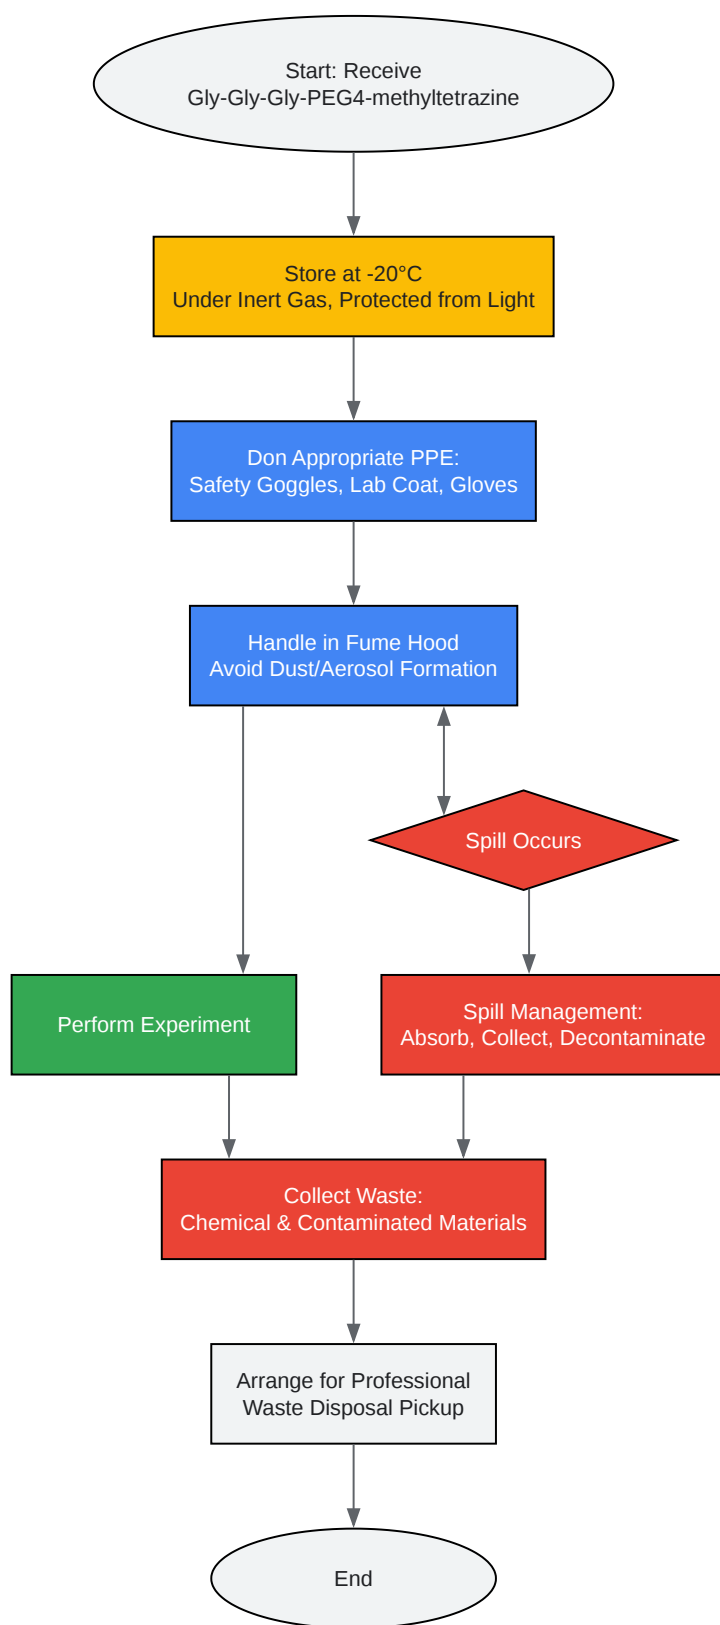 Start: Receive
Gly-Gly-Gly-PEG4-methyltetrazine
Store at -20°C
Under Inert Gas, Protected from Light
Don Appropriate PPE:
Safety Goggles, Lab Coat, Gloves
Handle in Fume Hood
Avoid Dust/Aerosol Formation
Spill Occurs
Perform Experiment
Spill Management:
Absorb, Collect, Decontaminate
Collect Waste:
Chemical & Contaminated Materials
Arrange for Professional
Waste Disposal Pickup
End